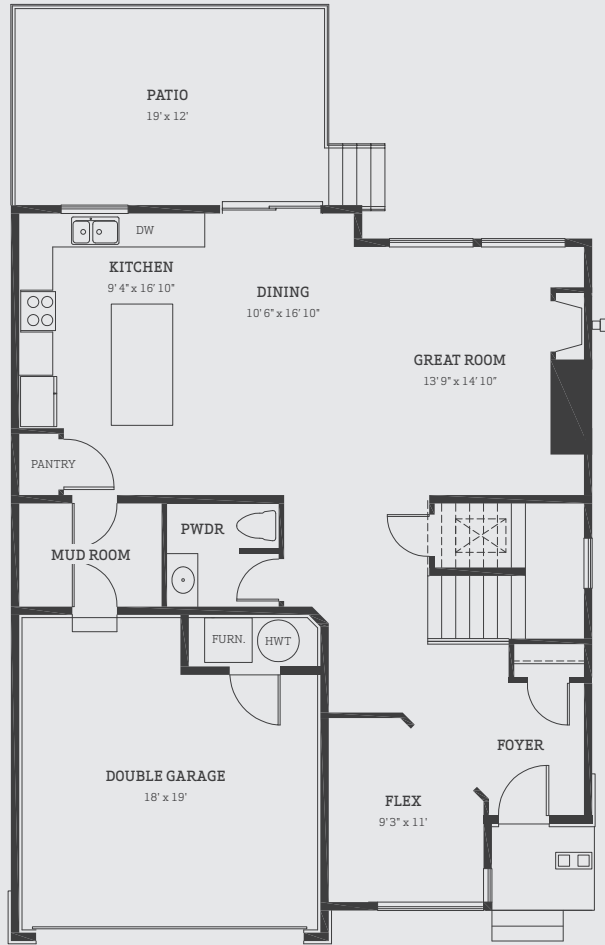 PATIO
19' x 12'
DW
KITCHEN
9' 4" x 16' 10"
DINING
10' 6" x 16' 10"
GREAT ROOM
13' 9" x 14' 10"
PANTRY
PWDR
MUD ROOM
FURN.
HWT
FOYER
DOUBLE GARAGE
18' x 19'
FLEX
9' 3" x 11'